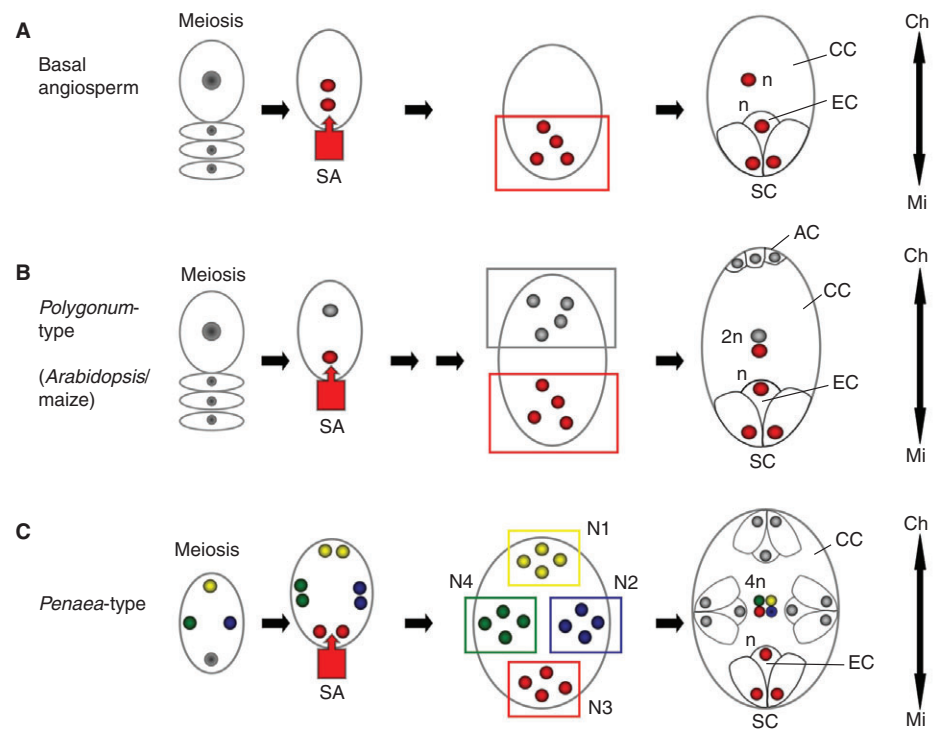 A
Basal
angiosperm
Meiosis
SA
n
n
CC
EC
SC
Ch
Mi
B
Polygonum-
type
(Arabidopsis/
maize)
Meiosis
SA
AC
CC
2n
n
EC
SC
Ch
Mi
C
Penaea-type
Meiosis
SA
N1
N4
N2
N3
CC
4n
n
EC
SC
Ch
Mi